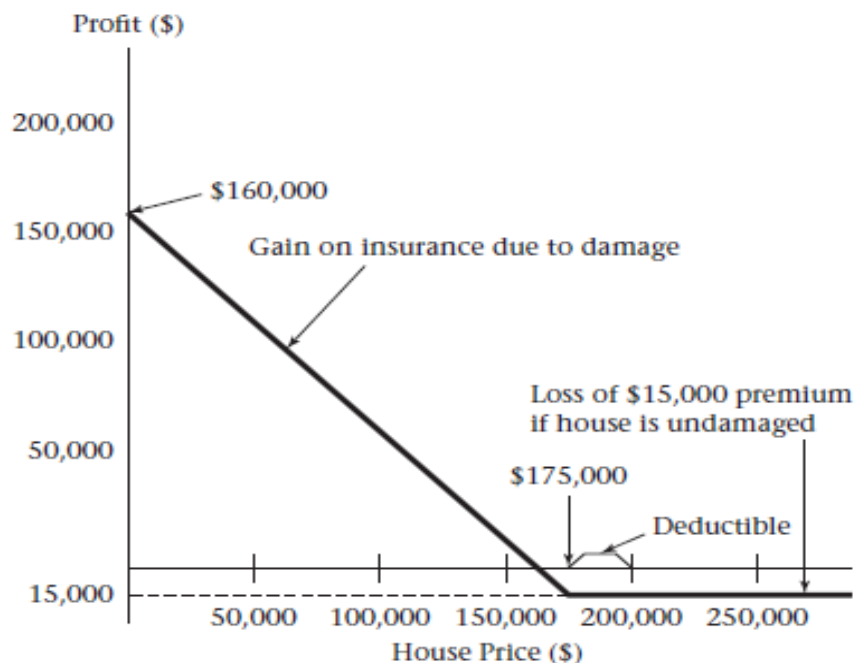 Profit ($)
200,000
$160,000
150,000
Gain on insurance due to damage
100,000
Loss of $15,000 premium
if house is undamaged
50,000
$175,000
Deductible
15,000
50,000 100,000 150,000 200,000 250,000
House Price ($)